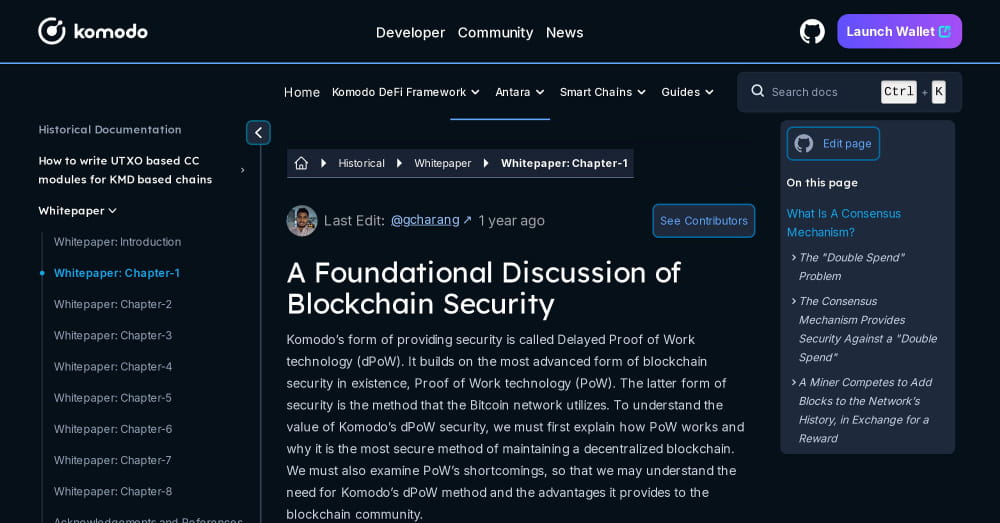 komodo
Developer Community News
Launch Wallet
Home Komodo DeFi Framework Antara Smart Chains Guides
Search docs Ctrl + K
Historical Documentation
How to write UTXO based CC
modules for KMD based chains
Whitepaper
Whitepaper: Introduction
Whitepaper: Chapter-1
Whitepaper: Chapter-2
Whitepaper: Chapter-3
Whitepaper: Chapter-4
Whitepaper: Chapter-5
Whitepaper: Chapter-6
Whitepaper: Chapter-7
Whitepaper: Chapter-8
Acknowledgements and References
Historical Whitepaper Whitepaper: Chapter-1
Last Edit: @gcharang ↗ 1 year ago
See Contributors
A Foundational Discussion of
Blockchain Security
Komodo’s form of providing security is called Delayed Proof of Work
technology (dPoW). It builds on the most advanced form of blockchain
security in existence, Proof of Work technology (PoW). The latter form of
security is the method that the Bitcoin network utilizes. To understand the
value of Komodo’s dPoW security, we must first explain how PoW works and
why it is the most secure method of maintaining a decentralized blockchain.
We must also examine PoW’s shortcomings, so that we may understand the
need for Komodo’s dPoW method and the advantages it provides to the
blockchain community.
Edit page
On this page
What Is A Consensus
Mechanism?
The "Double Spend"
Problem
The Consensus
Mechanism Provides
Security Against a "Double
Spend"
A Miner Competes to Add
Blocks to the Network’s
History, in Exchange for a
Reward